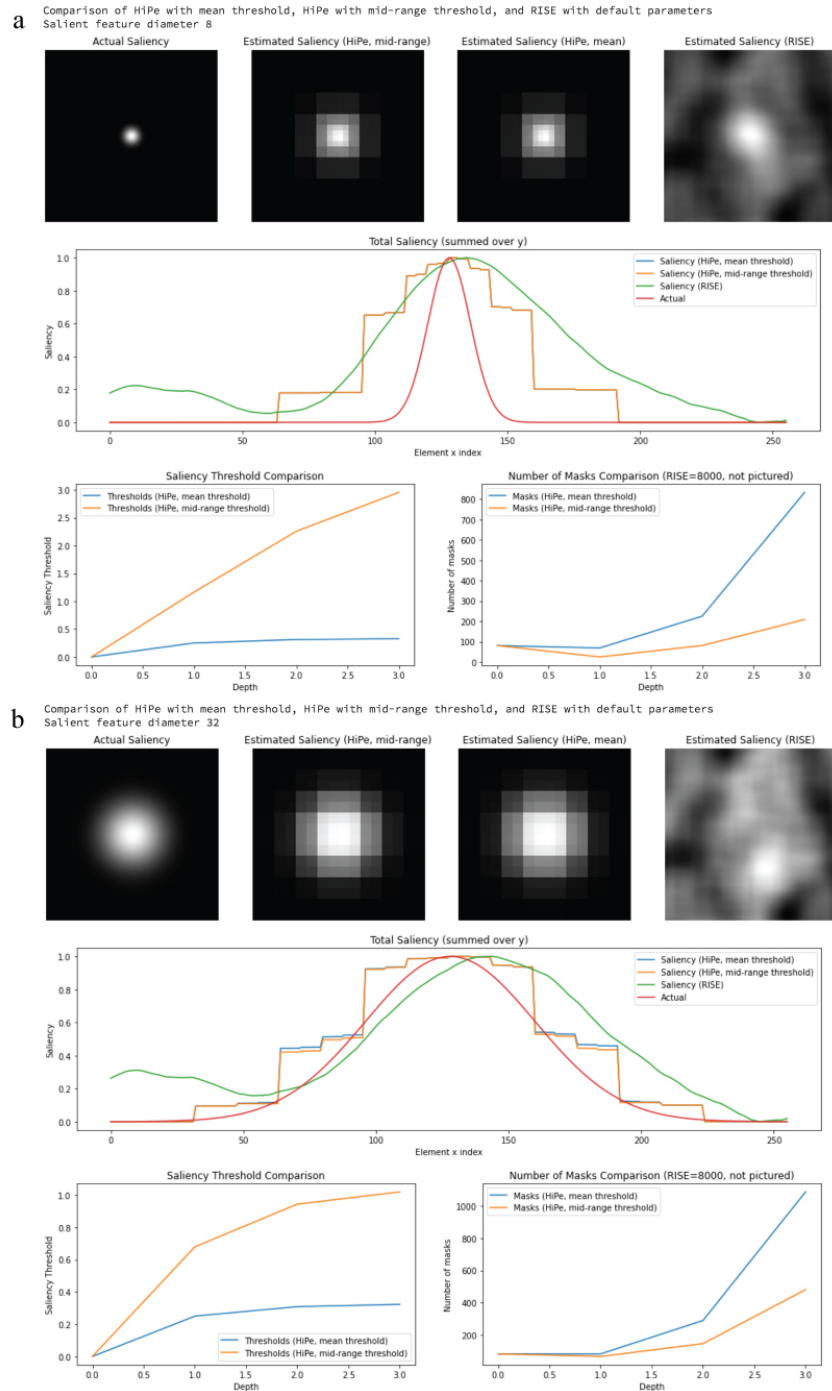 a
Comparison of HiPe with mean threshold, HiPe with mid-range threshold, and RISE with default parameters
Salient feature diameter 8
Actual Saliency
Estimated Saliency (HiPe, mid-range)
Estimated Saliency (HiPe, mean)
Estimated Saliency (RISE)
Total Saliency (summed over y)
Saliency
1.0
0.8
0.6
0.4
0.2
0.0
Saliency (HiPe, mean threshold)
Saliency (HiPe, mid-range threshold)
Saliency (RISE)
Actual
0 50 100 150 200 250
Element x index
Saliency Threshold Comparison
Saliency Threshold
3.0
2.5
2.0
1.5
1.0
0.5
0.0
Thresholds (HiPe, mean threshold)
Thresholds (HiPe, mid-range threshold)
0.0 0.5 1.0 1.5 2.0 2.5 3.0
Depth
Number of Masks Comparison (RISE=8000, not pictured)
Number of masks
800
700
600
500
400
300
200
100
0
Masks (HiPe, mean threshold)
Masks (HiPe, mid-range threshold)
0.0 0.5 1.0 1.5 2.0 2.5 3.0
Depth
b
Comparison of HiPe with mean threshold, HiPe with mid-range threshold, and RISE with default parameters
Salient feature diameter 32
Actual Saliency
Estimated Saliency (HiPe, mid-range)
Estimated Saliency (HiPe, mean)
Estimated Saliency (RISE)
Total Saliency (summed over y)
Saliency
1.0
0.8
0.6
0.4
0.2
0.0
Saliency (HiPe, mean threshold)
Saliency (HiPe, mid-range threshold)
Saliency (RISE)
Actual
0 50 100 150 200 250
Element x index
Saliency Threshold Comparison
Saliency Threshold
1.0
0.8
0.6
0.4
0.2
0.0
Thresholds (HiPe, mean threshold)
Thresholds (HiPe, mid-range threshold)
0.0 0.5 1.0 1.5 2.0 2.5 3.0
Depth
Number of Masks Comparison (RISE=8000, not pictured)
Number of masks
1000
800
600
400
200
Masks (HiPe, mean threshold)
Masks (HiPe, mid-range threshold)
0.0 0.5 1.0 1.5 2.0 2.5 3.0
Depth